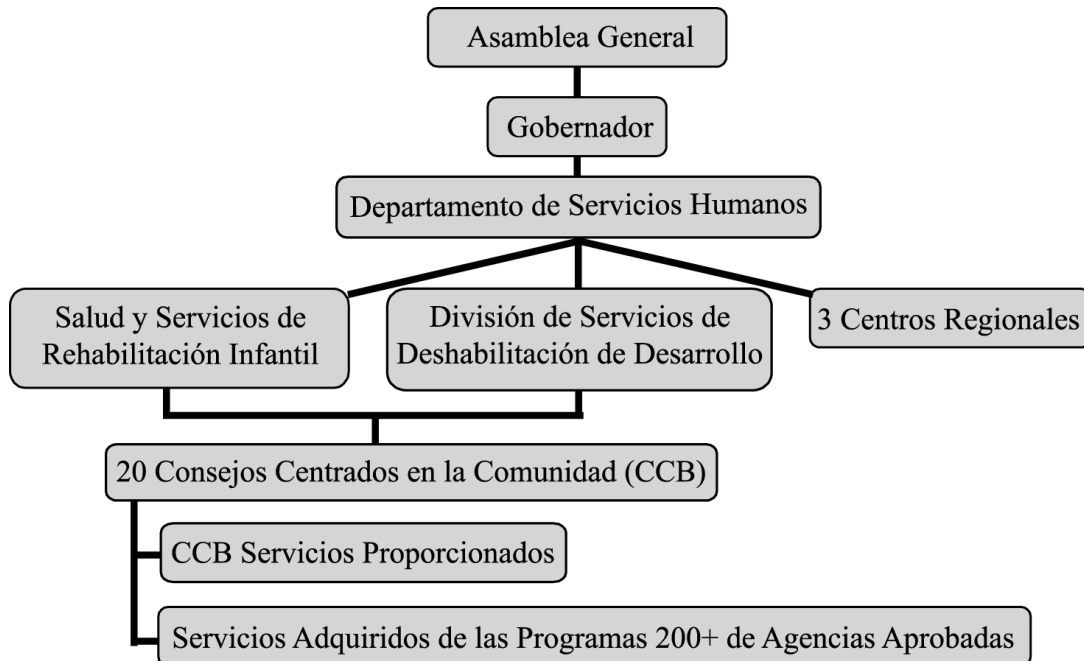 Asamblea General
Gobernador
Departamento de Servicios Humanos
Salud y Servicios de
Rehabilitación Infantil
División de Servicios de
Deshabilitación de Desarrollo
3 Centros Regionales
20 Consejos Centrados en la Comunidad (CCB)
CCB Servicios Proporcionados
Servicios Adquiridos de las Programas 200+ de Agencias Aprobadas